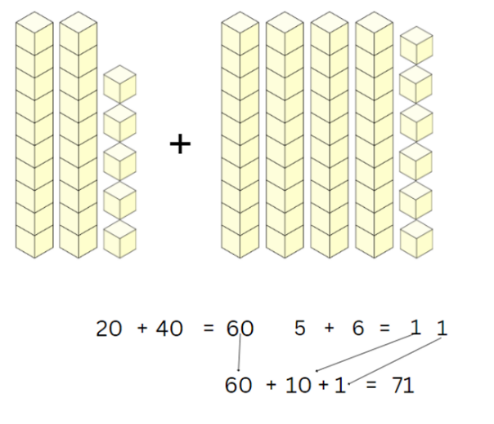 +
20 + 40 = 60 5 + 6 = 1 1
60 + 10 + 1 = 71